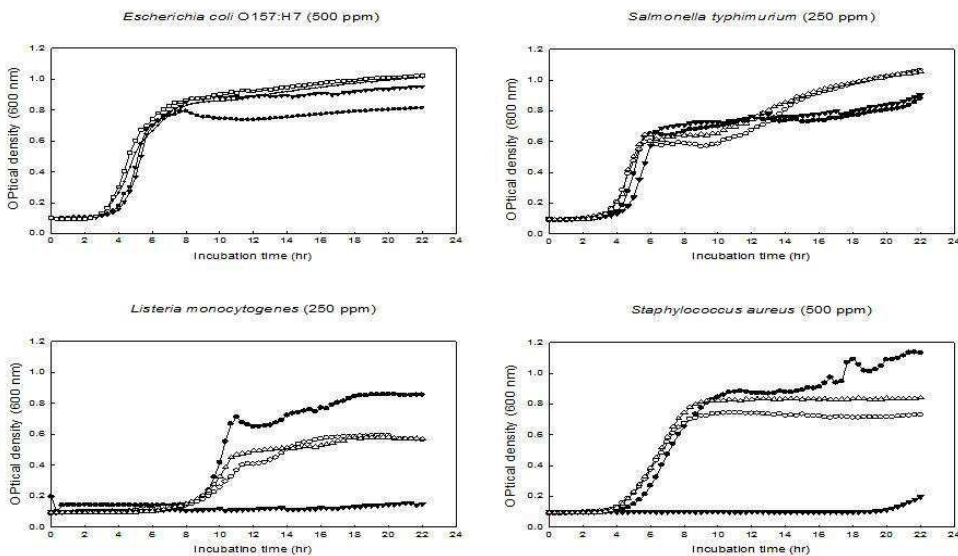 Escherichia coli O157:H7 (500 ppm)
1.2
1.0
0.8
0.6
0.4
0.2
0.0
OPtical density (600 nm)
0 2 4 6 8 10 12 14 16 18 20 22 24
Incubation time (hr)
Salmonella typhimurium (250 ppm)
1.2
1.0
0.8
0.6
0.4
0.2
0.0
OPtical density (600 nm)
0 2 4 6 8 10 12 14 16 18 20 22 24
Incubation time (hr)
Listeria monocytogenes (250 ppm)
1.2
1.0
0.8
0.6
0.4
0.2
0.0
OPtical density (600 nm)
0 2 4 6 8 10 12 14 16 18 20 22 24
Incubatino time (hr)
Staphylococcus aureus (500 ppm)
1.2
1.0
0.8
0.6
0.4
0.2
0.0
OPtical density (600 nm)
0 2 4 6 8 10 12 14 16 18 20 22 24
Incubation time (hr)